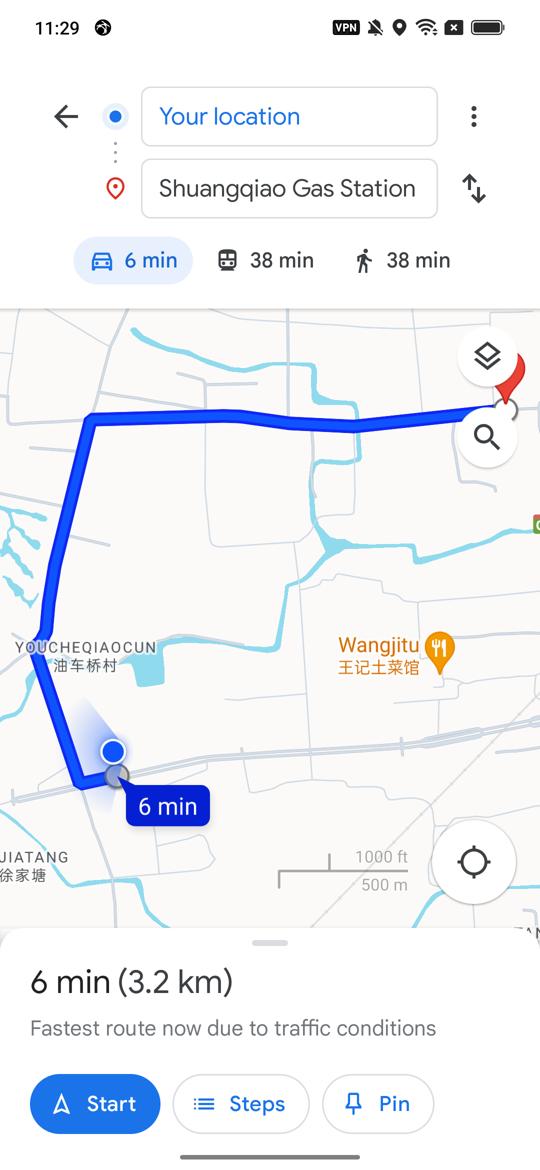 11:29
VPN
Your location
Shuangqiao Gas Station
6 min
38 min
38 min
YOUCHEQIAOCUN
油车桥村
Wangjitu
王记土菜馆
6 min
JIATANG
徐家塘
1000 ft
500 m
6 min (3.2 km)
Fastest route now due to traffic conditions
Start
Steps
Pin